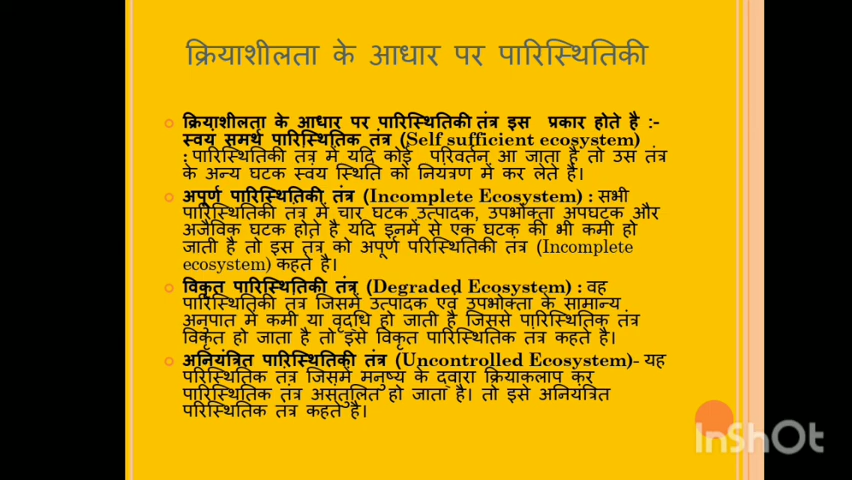 क्रियाशीलता के आधार पर पारिस्थितिकी
क्रियाशीलता के आधार पर पारिस्थितिकी तंत्र इस प्रकार होते है :-
स्वयं समर्थ पारिस्थितिक तंत्र (Self sufficient ecosystem)
: पारिस्थितिकी तंत्र में यदि कोई परिवर्तन आ जाता है तो उस तंत्र
के अन्य घटक स्वयं स्थिति को नियंत्रण में कर लेते है।
अपूर्ण पारिस्थितिकी तंत्र (Incomplete Ecosystem) : सभी
पारिस्थितिकी तंत्र में चार घटक उत्पादक, उपभोक्ता अपघटक और
अजैविक घटक होते है यदि इनमें से एक घटक की भी कमी हो
जाती है तो इस तंत्र को अपूर्ण परिस्थितिकी तंत्र (Incomplete
ecosystem) कहते है।
विकृत पारिस्थितिकी तंत्र (Degraded Ecosystem) : वह
पारिस्थितिकी तंत्र जिसमें उत्पादक एवं उपभोक्ता के सामान्य
अनुपात में कमी या वृद्धि हो जाती है जिससे पारिस्थितिक तंत्र
विकृत हो जाता है तो इसे विकृत पारिस्थितिक तंत्र कहते है।
अनियंत्रित पारिस्थितिकी तंत्र (Uncontrolled Ecosystem)- यह
परिस्थितिक तंत्र जिसमें मनुष्य के द्वारा क्रियाकलाप कर
पारिस्थितिक तंत्र असंतुलित हो जाता है। तो इसे अनियंत्रित
परिस्थितिक तंत्र कहते है।
InShOt